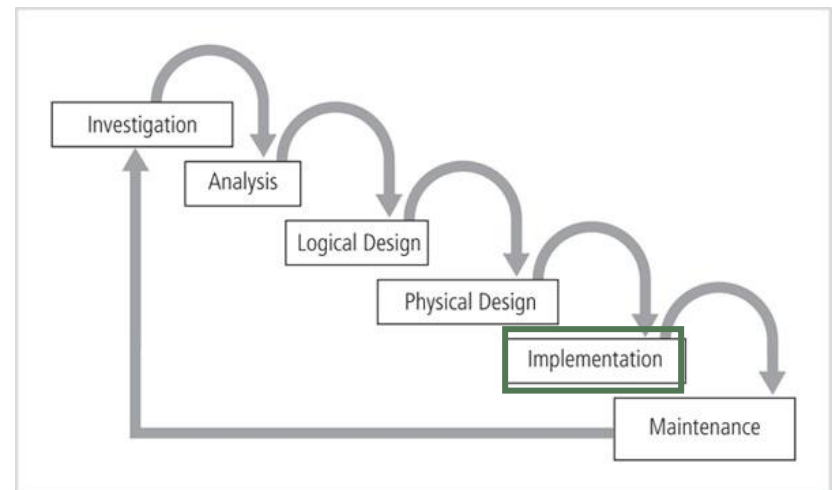 Investigation
Analysis
Logical Design
Physical Design
Implementation
Maintenance